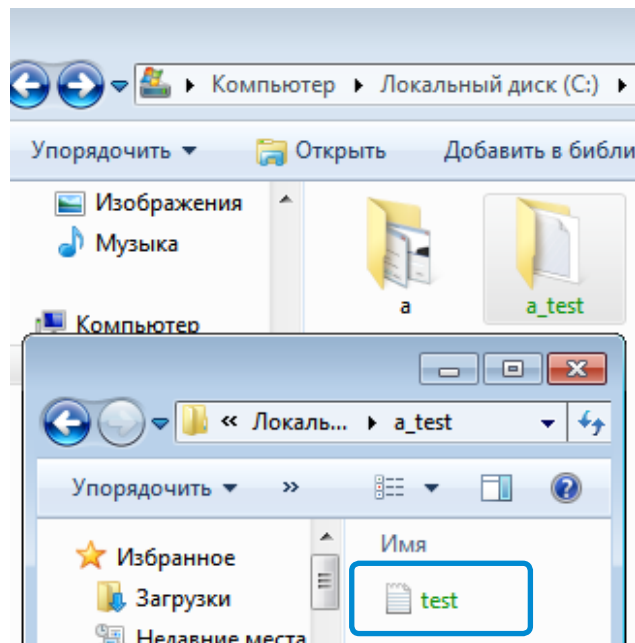 Компьютер Локальный диск (C:)
Упорядочить Открыть Добавить в библи
Изображения
Музыка
a a_test
Компьютер
« Локаль... a_test
Упорядочить »
Имя
Избранное
Загрузки test
Недавние места